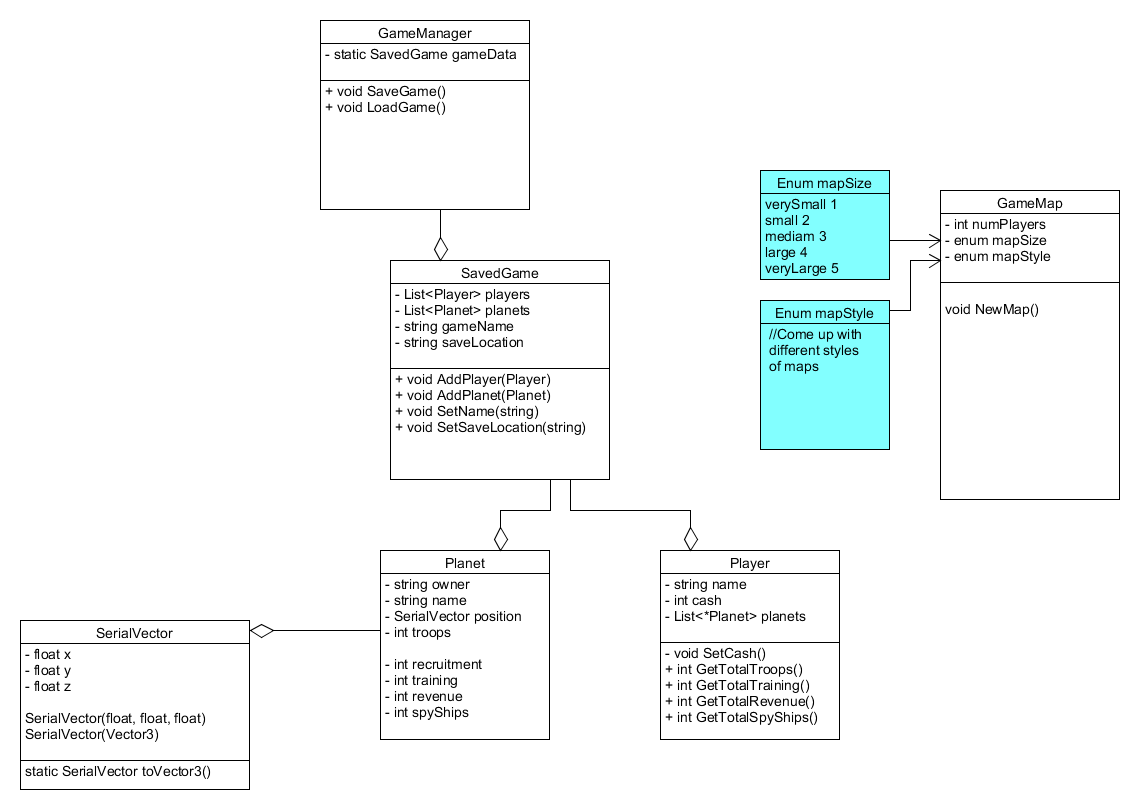 GameManager
- static SavedGame gameData
+ void SaveGame()
+ void LoadGame()
Enum mapSize
verySmall 1
small 2
mediam 3
large 4
veryLarge 5
GameMap
- int numPlayers
- enum mapSize
- enum mapStyle
void NewMap()
SavedGame
- List<Player> players
- List<Planet> planets
- string gameName
- string saveLocation
+ void AddPlayer(Player)
+ void AddPlanet(Planet)
+ void SetName(string)
+ void SetSaveLocation(string)
Enum mapStyle
//Come up with
different styles
of maps
Planet
- string owner
- string name
- SerialVector position
- int troops
- int recruitment
- int training
- int revenue
- int spyShips
Player
- string name
- int cash
- List<*Planet> planets
- void SetCash()
+ int GetTotalTroops()
+ int GetTotalTraining()
+ int GetTotalRevenue()
+ int GetTotalSpyShips()
SerialVector
- float x
- float y
- float z
SerialVector(float, float, float)
SerialVector(Vector3)
static SerialVector toVector3()